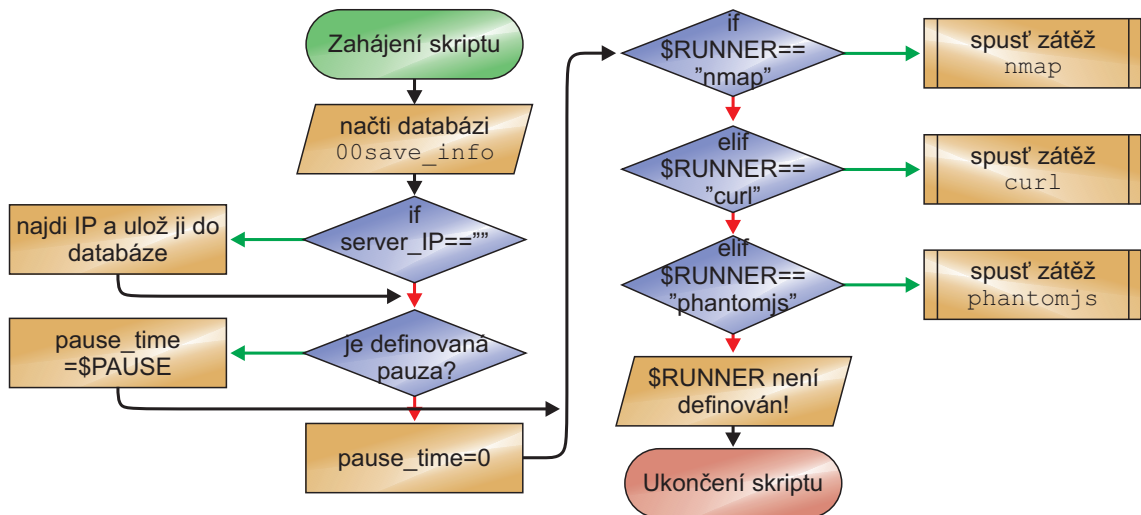 Zahájení skriptu
načti databázi
00save_info
if
server_IP==""
najdi IP a ulož ji do
databáze
je definovaná
pauza?
pause_time
=$PAUSE
pause_time=0
if
$RUNNER==
"nmap"
spusť zátěž
nmap
elif
$RUNNER==
"curl"
spusť zátěž
curl
elif
$RUNNER==
"phantomjs"
spusť zátěž
phantomjs
$RUNNER není
definován!
Ukončení skriptu